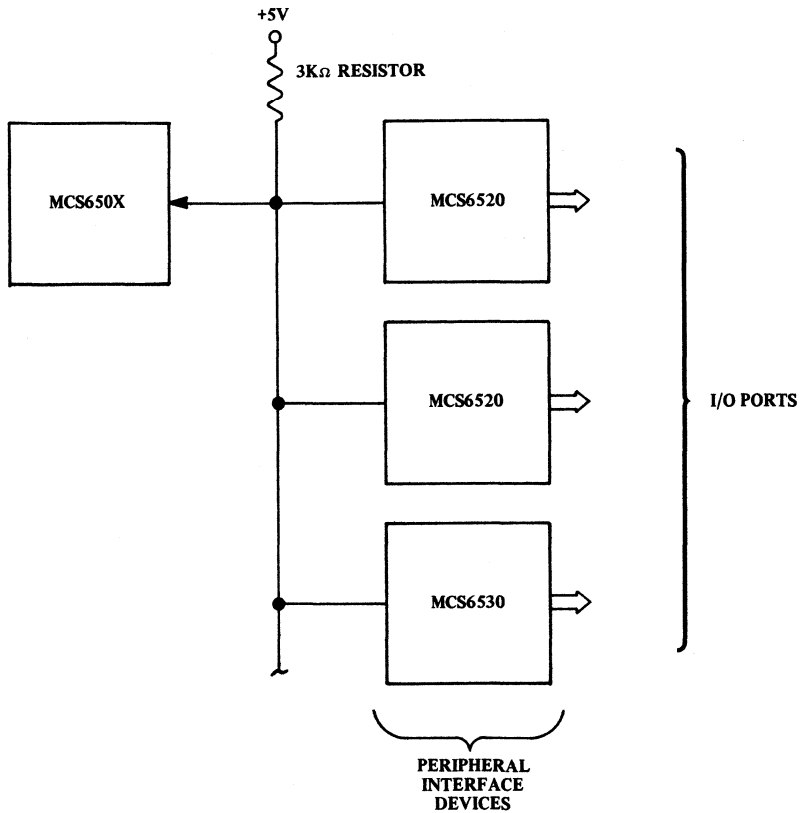 +5V
3KΩ RESISTOR
MCS650X
MCS6520
MCS6520
I/O PORTS
MCS6530
PERIPHERAL
INTERFACE
DEVICES